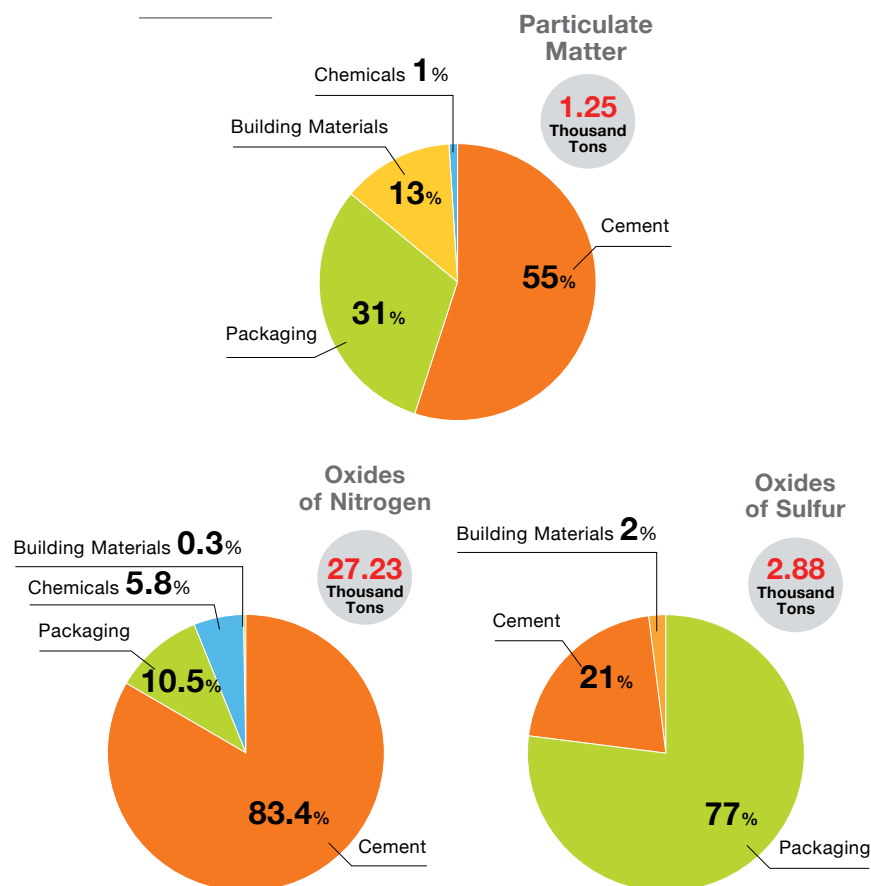 Particulate
Matter
1.25
Thousand
Tons
Chemicals 1%
Building Materials
13%
Cement
55%
31%
Packaging
Oxides
of Nitrogen
27.23
Thousand
Tons
Building Materials 0.3%
Chemicals 5.8%
Packaging
10.5%
83.4%
Cement
Oxides
of Sulfur
2.88
Thousand
Tons
Building Materials 2%
Cement
21%
77%
Packaging